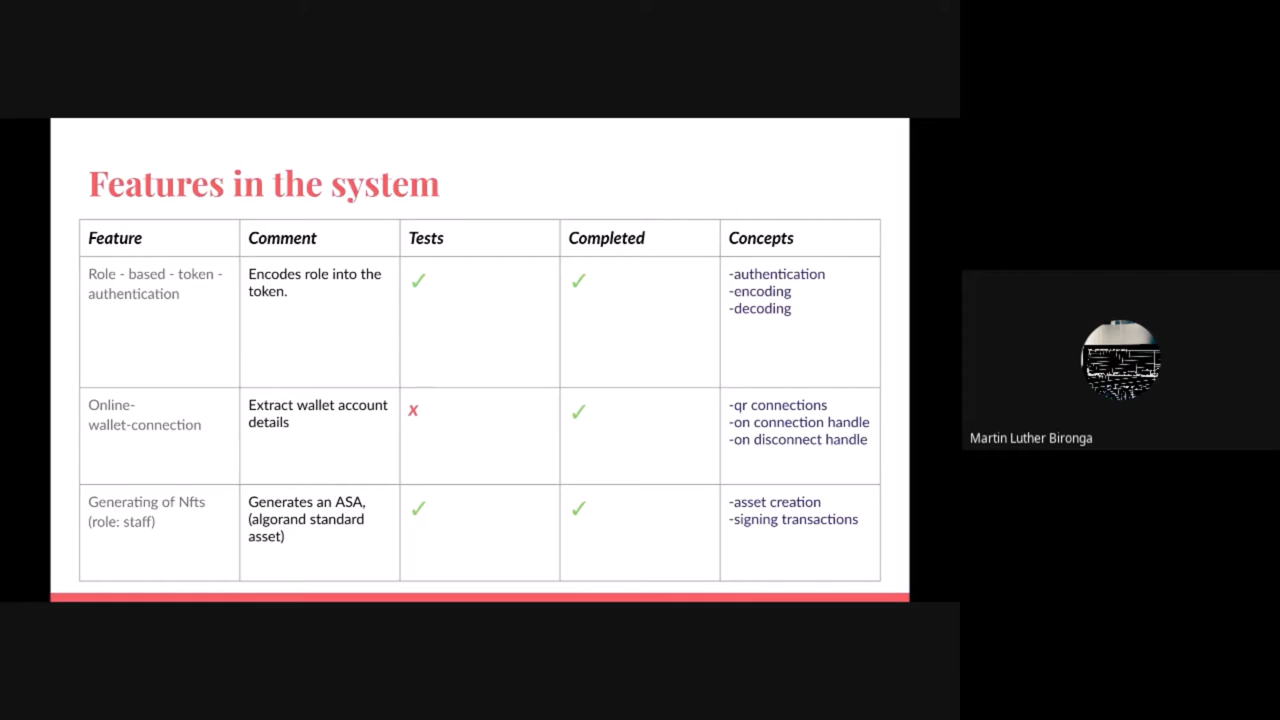 Features in the system
Feature Comment Tests Completed Concepts
Role - based - token -
authentication
Encodes role into the
token.
✓ ✓
-authentication
-encoding
-decoding
Online-
wallet-connection
Extract wallet account
details
x ✓
-qr connections
-on connection handle
-on disconnect handle
Generating of Nfts
(role: staff)
Generates an ASA,
(algorand standard
asset)
✓ ✓
-asset creation
-signing transactions
Martin Luther Bironga